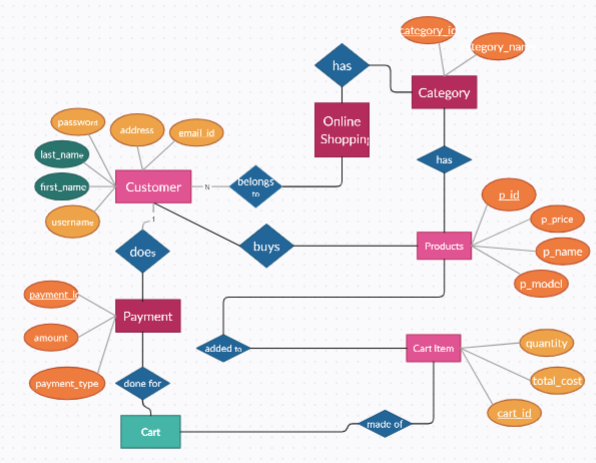 category_id
tegory_nam
has
Category
Online
Shopping
password
address
email_id
last_name
first_name
username
Customer
N
belongs
to
has
p_id
p_price
p_name
p_model
1
does
buys
Products
payment_id
amount
payment_type
Payment
added to
Cart Item
quantity
total_cost
cart_id
done for
Cart
made of